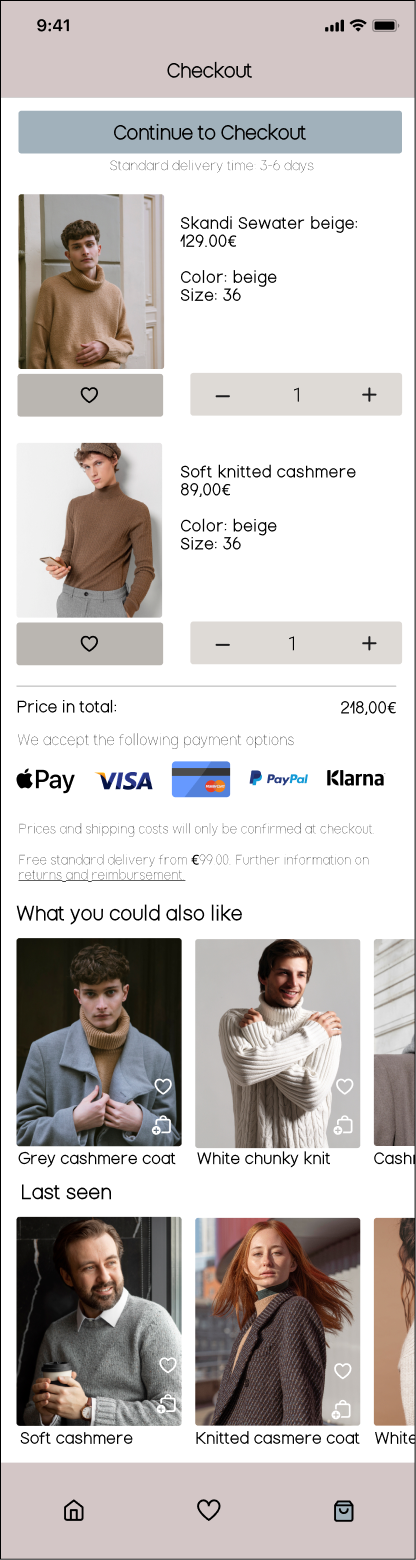 9:41
Checkout
Continue to Checkout
Standard delivery time: 3-6 days
Skandi Sewater beige:
129.00€
Color: beige
Size: 36
1
Soft knitted cashmere
89,00€
Color: beige
Size: 36
1
Price in total: 218,00€
We accept the following payment options
Pay VISA MasterCard PayPal Klarna
Prices and shipping costs will only be confirmed at checkout.
Free standard delivery from €99.00. Further information on
returns and reimbursement.
What you could also like
Grey cashmere coat White chunky knit Cashm
Last seen
Soft cashmere Knitted casmere coat White